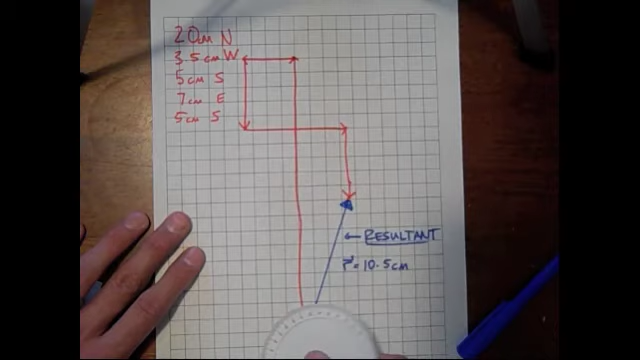 20cm N
3.5cm W
5cm S
7cm E
5cm S
← RESULTANT
r⃗ = 10.5cm